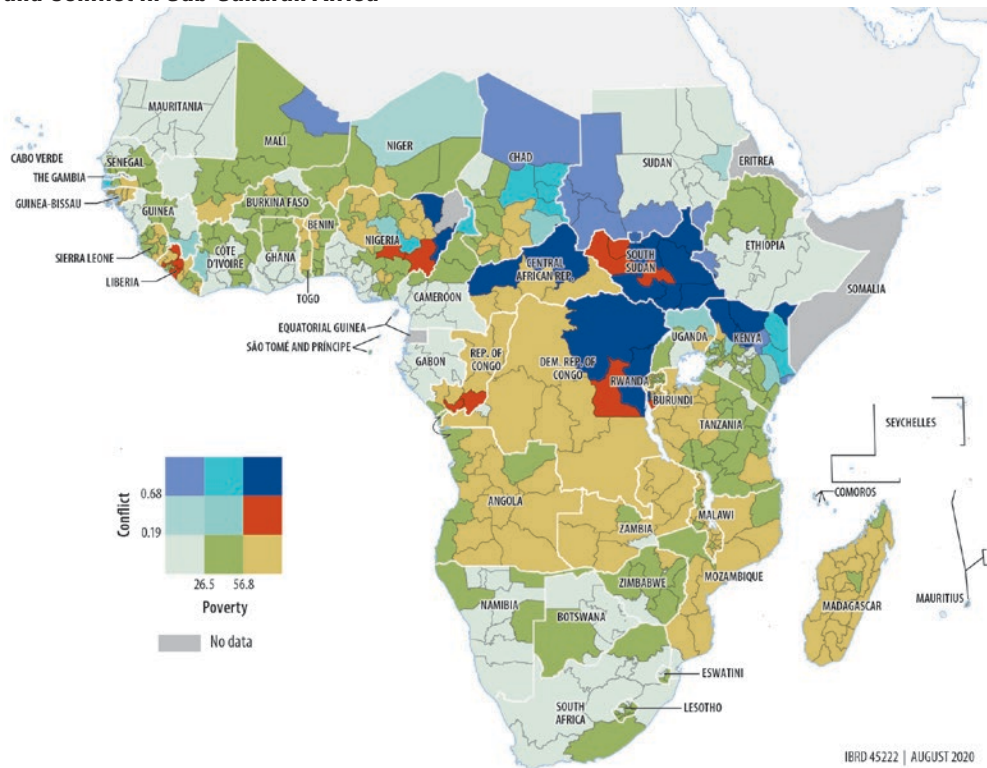 and Conflict in Sub-Saharan Africa
MAURITANIA
MALI
NIGER
CHAD
SUDAN
ERITREA
CABO VERDE
SENEGAL
THE GAMBIA
GUINEA-BISSAU
GUINEA
BURKINA FASO
BENIN
NIGERIA
SIERRA LEONE
LIBERIA
CÔTE
D'IVOIRE
GHANA
TOGO
CAMEROON
CENTRAL
AFRICAN REP.
SOUTH
SUDAN
ETHIOPIA
SOMALIA
EQUATORIAL GUINEA
SÃO TOMÉ AND PRÍNCIPE
GABON
REP. OF
CONGO
DEM. REP. OF
CONGO
UGANDA
KENYA
RWANDA
BURUNDI
TANZANIA
SEYCHELLES
COMOROS
ANGOLA
ZAMBIA
MALAWI
MOZAMBIQUE
ZIMBABWE
MADAGASCAR
MAURITIUS
NAMIBIA
BOTSWANA
ESWATINI
SOUTH
AFRICA
LESOTHO
Conflict
0.68
0.19
26.5 56.8
Poverty
No data
IBRD 45222 | AUGUST 2020